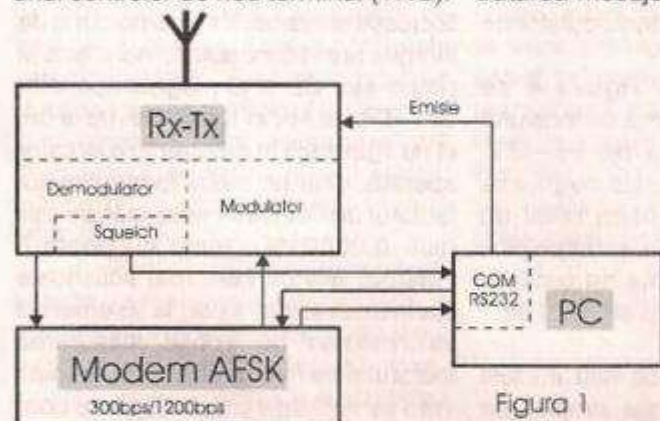 Rx-Tx
Emisie
Demodulator
Modulator
Squelch
COM
RS232
PC
Modem AFSK
300bps/1200bps
Figura 1